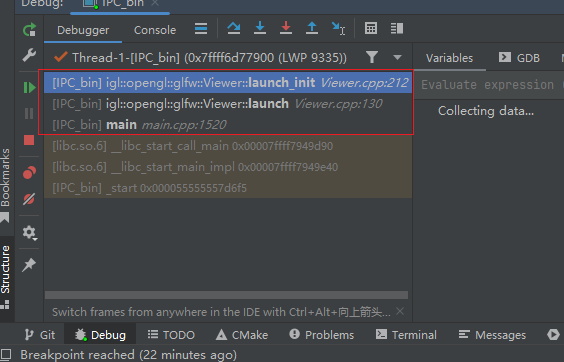 Debug: IPC_bin ×
Debugger Console
Thread-1-[IPC_bin] (0x7ffff6d77900 (LWP 9335)) Variables GDB
[IPC_bin] igl::opengl::glfw::Viewer::launch_init Viewer.cpp:212 Evaluate expression (
[IPC_bin] igl::opengl::glfw::Viewer::launch Viewer.cpp:130 Collecting data...
[IPC_bin] main main.cpp:1520
[libc.so.6] __libc_start_call_main 0x00007ffff7949d90
[libc.so.6] __libc_start_main_impl 0x00007ffff7949e40
[IPC_bin] _start 0x000055555557d6f5
Bookmarks
Structure
Switch frames from anywhere in the IDE with Ctrl+Alt+向上箭头... ×
Git Debug TODO CMake Problems Terminal Messages
Breakpoint reached (22 minutes ago)